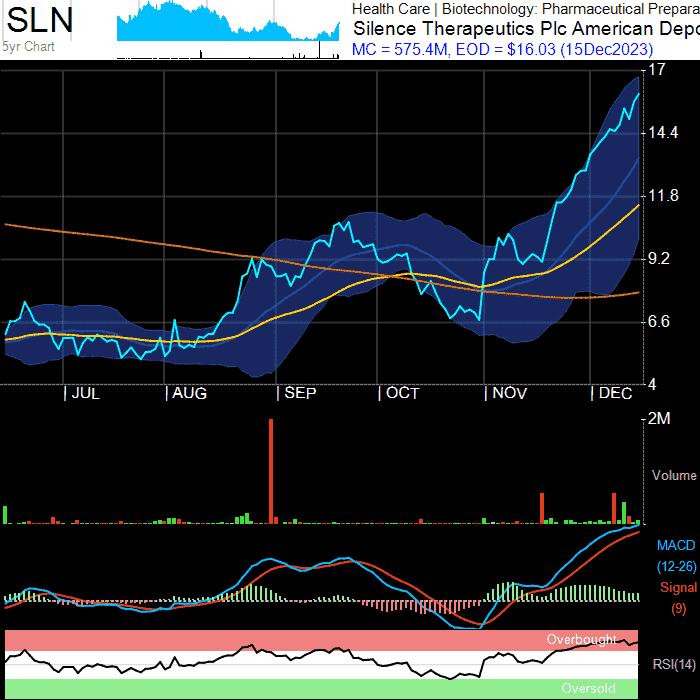 SLN
5yr Chart
Health Care | Biotechnology: Pharmaceutical Prepara
Silence Therapeutics Plc American Depo
MC = 575.4M, EOD = $16.03 (15Dec2023)
17
14.4
11.8
9.2
6.6
4
| JUL | AUG | SEP | OCT | NOV | DEC
2M
Volume
MACD
(12-26)
Signal
(9)
Overbought
RSI(14)
Oversold